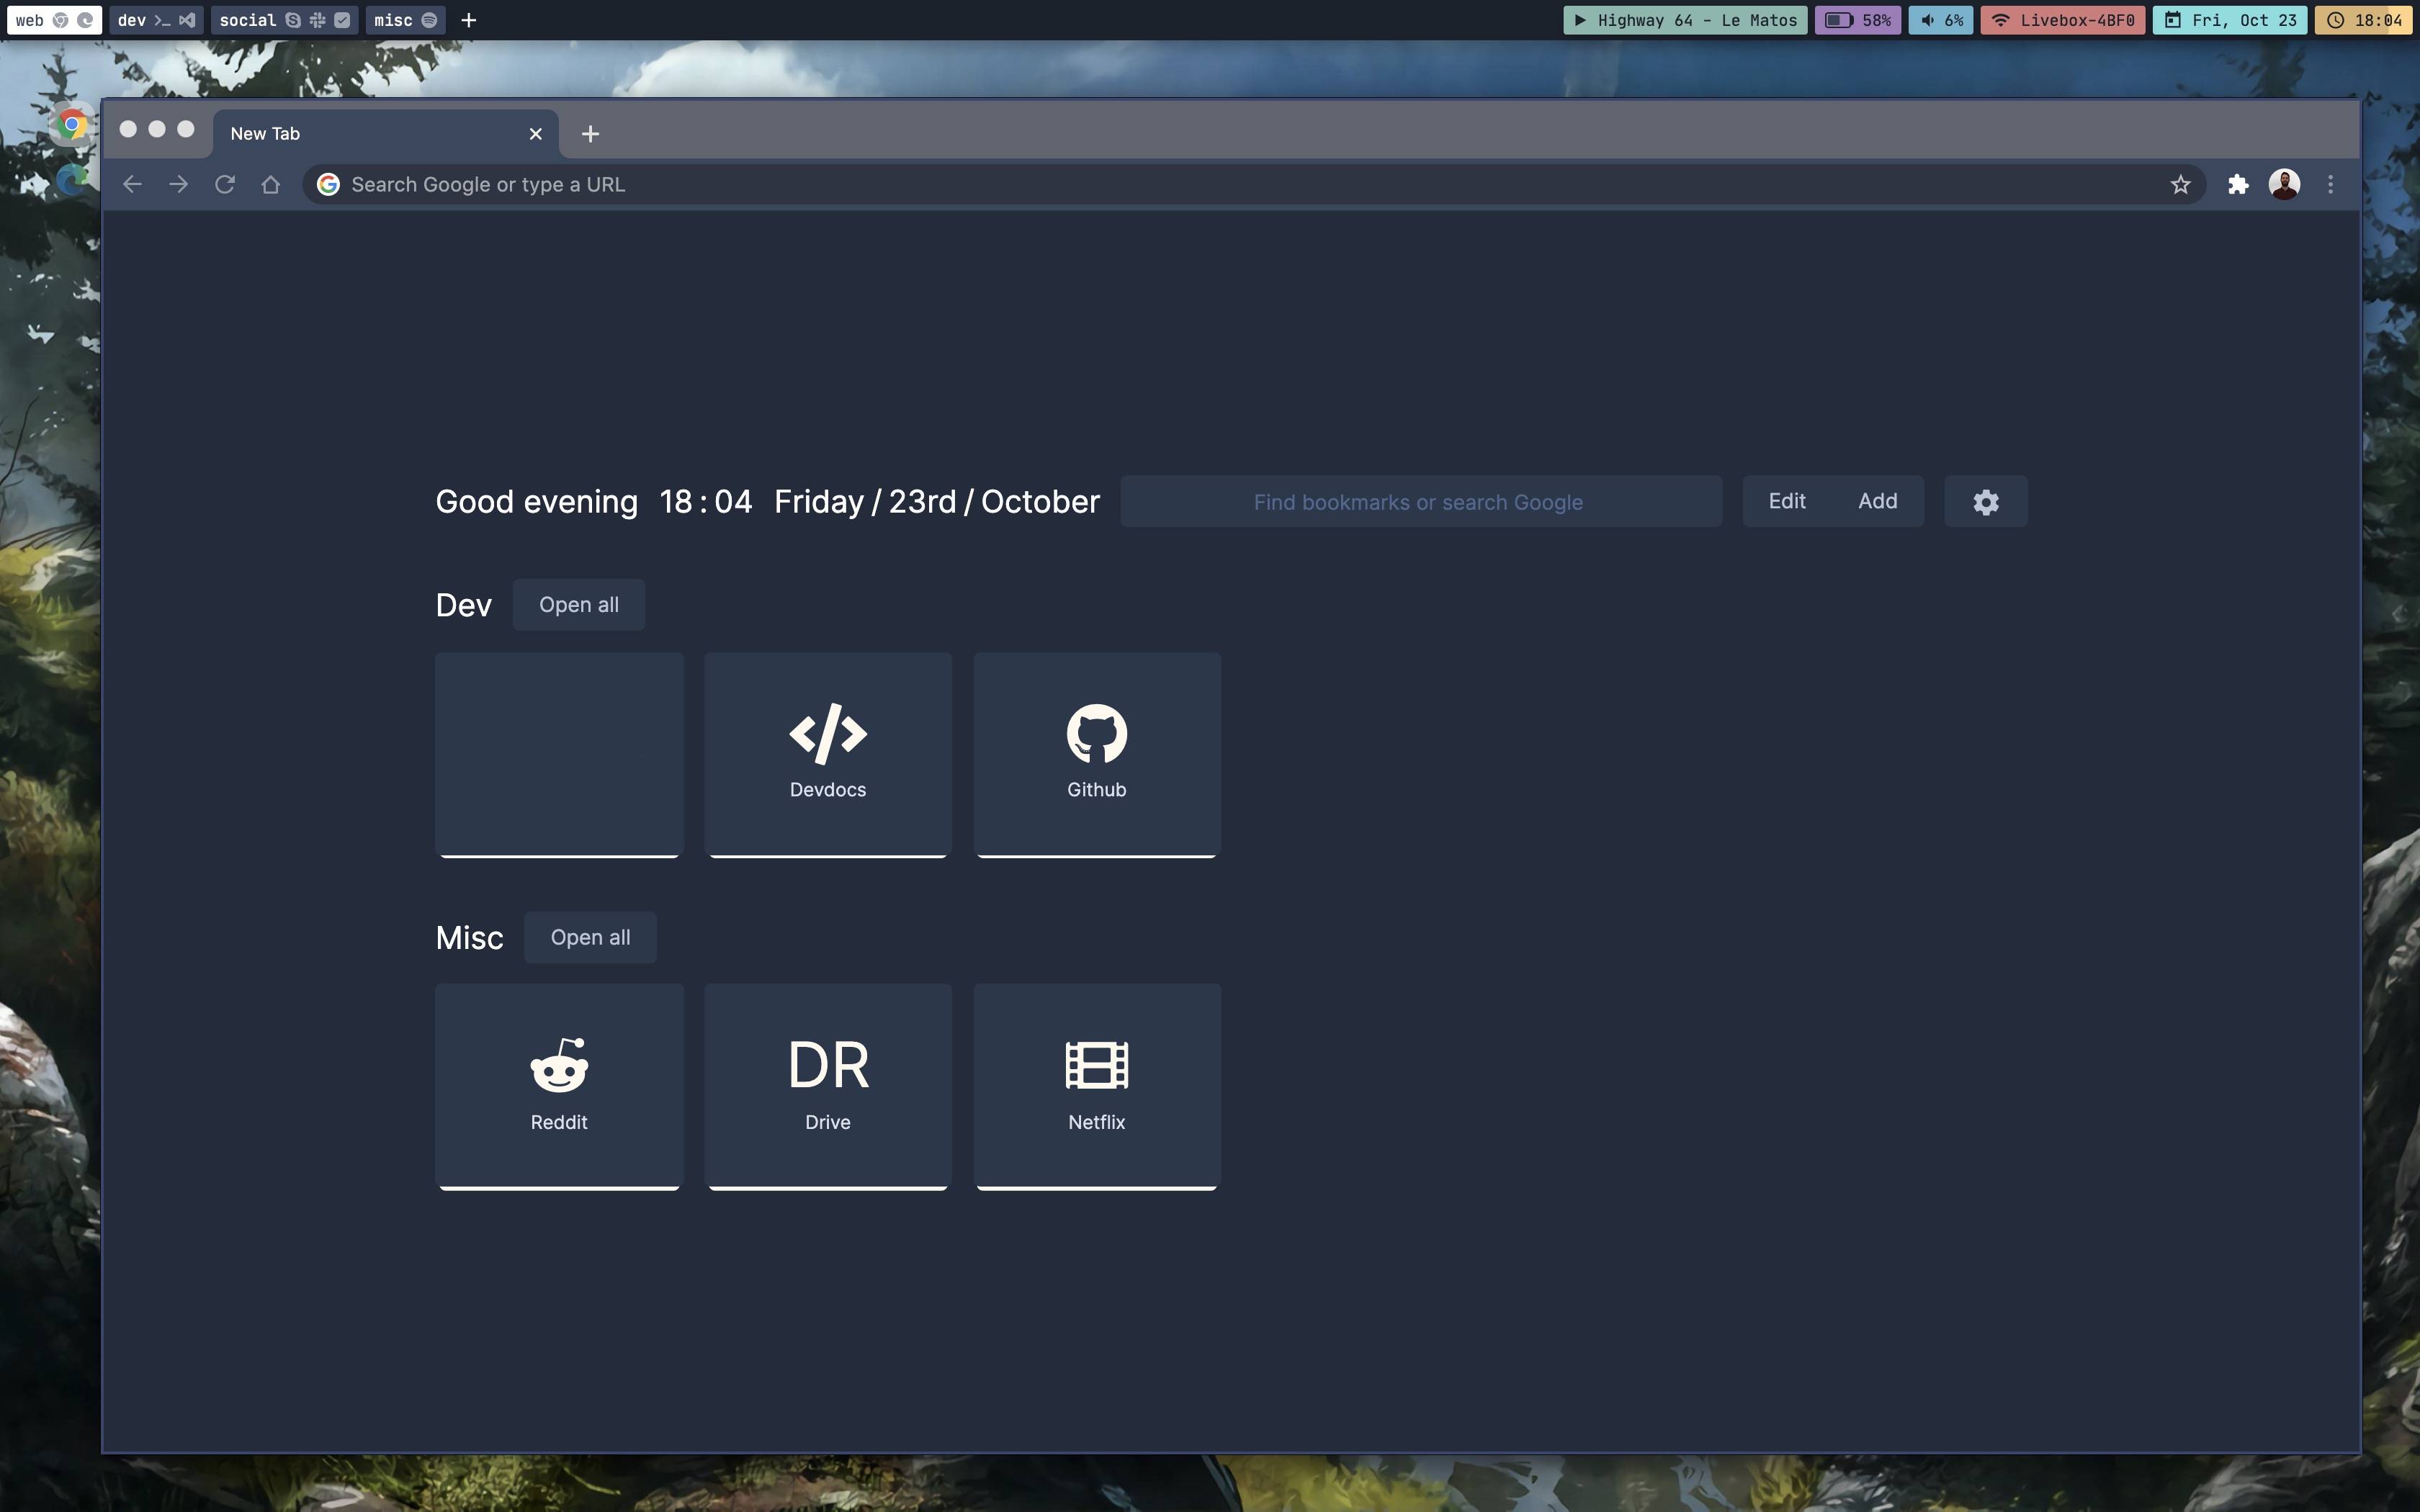 web dev >_ social misc + Highway 64 - Le Matos 58% 6% Livebox-4BF0 Fri, Oct 23 18:04
New Tab
Search Google or type a URL
Good evening 18 : 04 Friday / 23rd / October Find bookmarks or search Google Edit Add
Dev Open all
</>
Devdocs Github
Misc Open all
DR
Reddit Drive Netflix